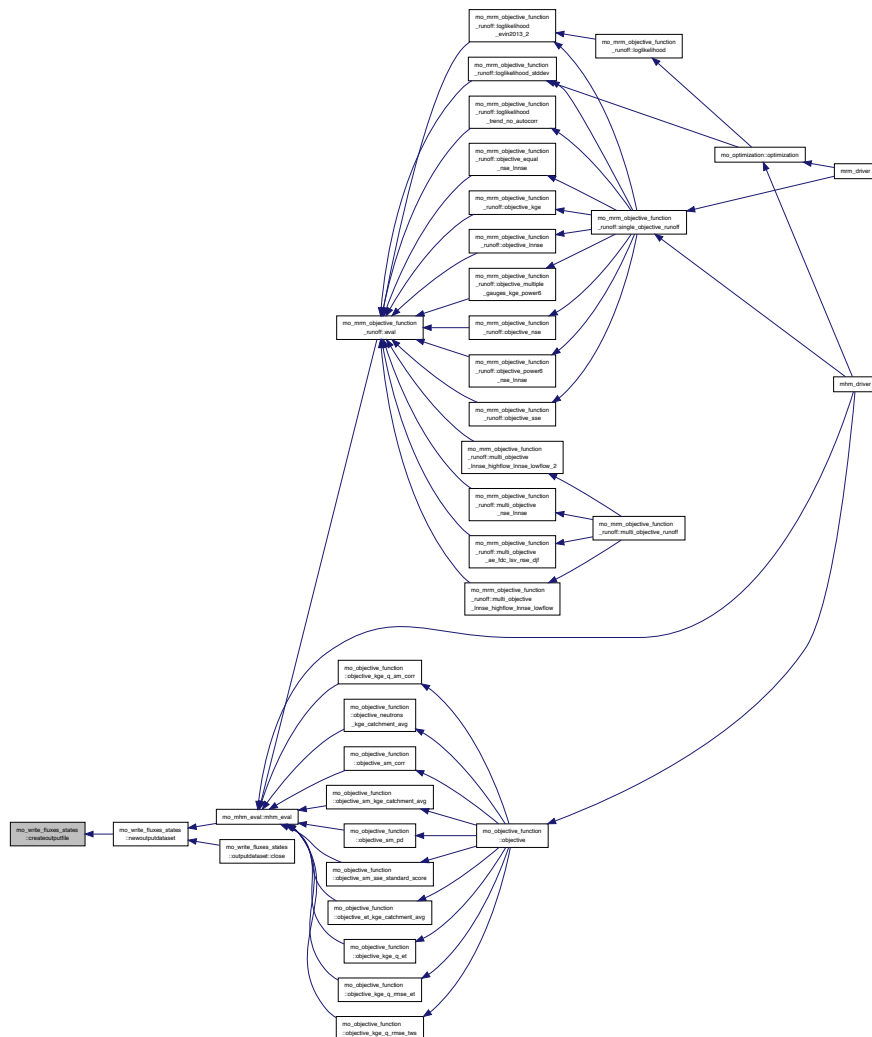 mo_mrm_objective_function
_runoff::loglikelihood
_evin2013_2
mo_mrm_objective_function
_runoff::loglikelihood
mo_mrm_objective_function
_runoff::loglikelihood_stddev
mo_mrm_objective_function
_runoff::loglikelihood
_trend_no_autocorr
mo_mrm_objective_function
_runoff::objective_equal
_nse_lnnse
mo_optimization::optimization
mrm_driver
mo_mrm_objective_function
_runoff::objective_kge
mo_mrm_objective_function
_runoff::single_objective_runoff
mo_mrm_objective_function
_runoff::objective_lnnse
mo_mrm_objective_function
_runoff::objective_multiple
_gauges_kge_power6
mo_mrm_objective_function
_runoff::eval
mo_mrm_objective_function
_runoff::objective_nse
mo_mrm_objective_function
_runoff::objective_power6
_nse_lnnse
mhm_driver
mo_mrm_objective_function
_runoff::objective_sse
mo_mrm_objective_function
_runoff::multi_objective
_lnnse_highflow_lnnse_lowflow_2
mo_mrm_objective_function
_runoff::multi_objective
_nse_lnnse
mo_mrm_objective_function
_runoff::multi_objective_runoff
mo_mrm_objective_function
_runoff::multi_objective
_ae_fdc_lsv_nse_djf
mo_mrm_objective_function
_runoff::multi_objective
_lnnse_highflow_lnnse_lowflow
mo_objective_function
::objective_kge_q_sm_corr
mo_objective_function
::objective_neutrons
_kge_catchment_avg
mo_objective_function
::objective_sm_corr
mo_objective_function
::objective_sm_kge_catchment_avg
mo_mhm_eval::mhm_eval
mo_write_fluxes_states
::createoutputfile
mo_write_fluxes_states
::newoutputdataset
mo_objective_function
::objective_sm_pd
mo_objective_function
::objective
mo_write_fluxes_states
::outputdataset::close
mo_objective_function
::objective_sm_sse_standard_score
mo_objective_function
::objective_et_kge_catchment_avg
mo_objective_function
::objective_kge_q_et
mo_objective_function
::objective_kge_q_rmse_et
mo_objective_function
::objective_kge_q_rmse_tws